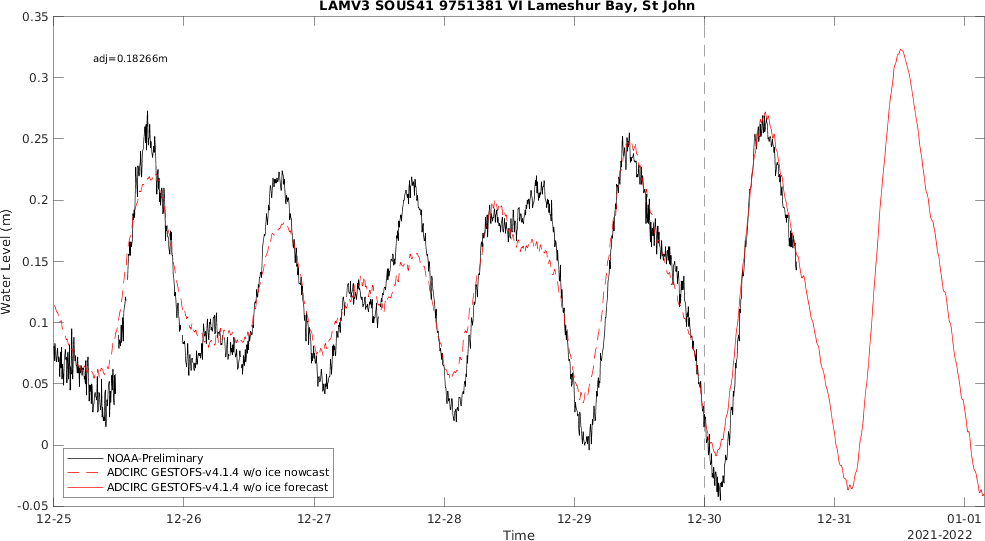 LAMV3 SOUS41 9751381 VI Lameshur Bay, St John
0.35
adj=0.18266m
0.3
0.25
0.2
0.15
0.1
0.05
0
-0.05
Water Level (m)
NOAA-Preliminary
ADCIRC GESTOFS-v4.1.4 w/o ice nowcast
ADCIRC GESTOFS-v4.1.4 w/o ice forecast
12-25 12-26 12-27 12-28 12-29 12-30 12-31 01-01
Time
2021-2022